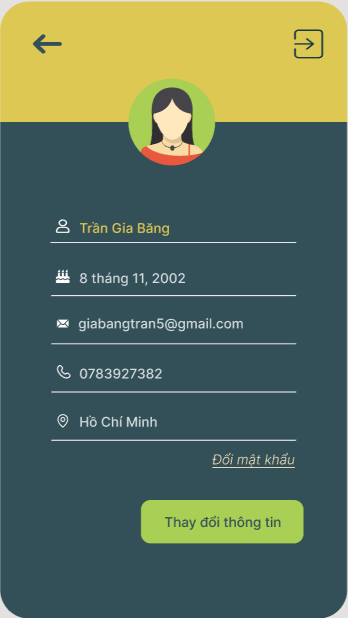 Trần Gia Băng
8 tháng 11, 2002
giabangtran5@gmail.com
0783927382
Hồ Chí Minh
Đổi mật khẩu
Thay đổi thông tin